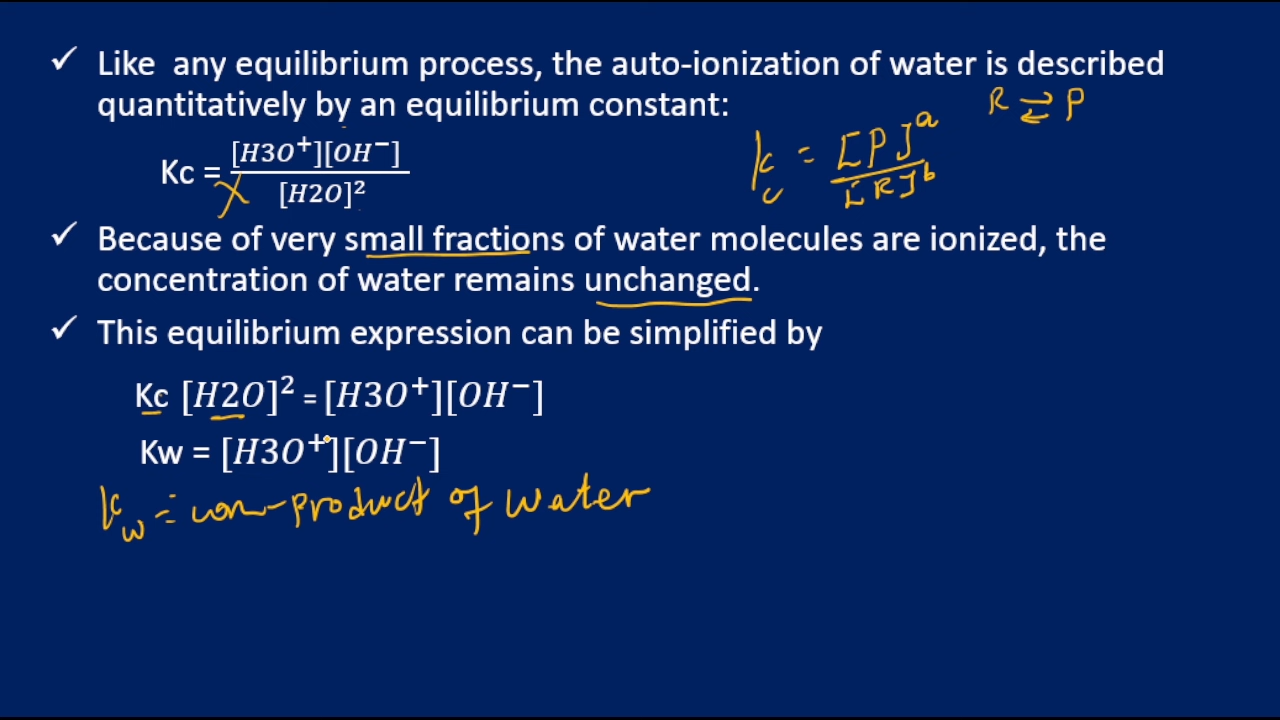 ✓ Like any equilibrium process, the auto-ionization of water is described
quantitatively by an equilibrium constant:
R ⇌ P
Kc = [H3O⁺][OH⁻] / [H2O]²
Kc = [P]ᵃ / [R]ᵇ
✓ Because of very small fractions of water molecules are ionized, the
concentration of water remains unchanged.
✓ This equilibrium expression can be simplified by
Kc [H2O]² = [H3O⁺][OH⁻]
Kw = [H3O⁺][OH⁻]
Kw = ion-product of water